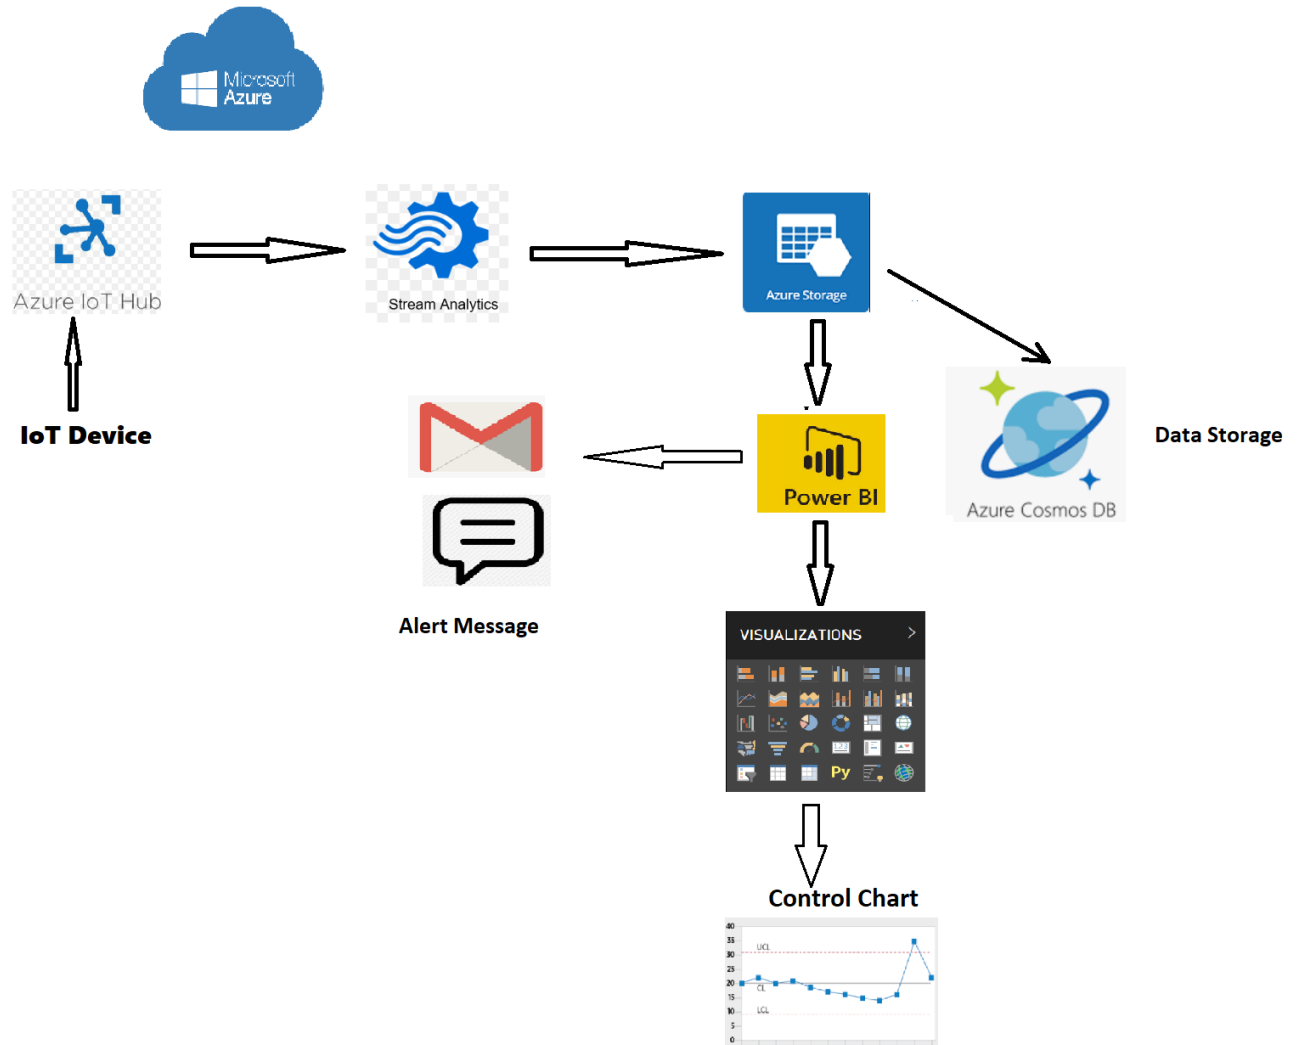 Microsoft
Azure
Azure IoT Hub
Stream Analytics
Azure Storage
IoT Device
Power BI
Azure Cosmos DB
Data Storage
Alert Message
VISUALIZATIONS >
123
Py
Control Chart
40
35
UCL
30
25
20
CL
15
10
LCL
5
0